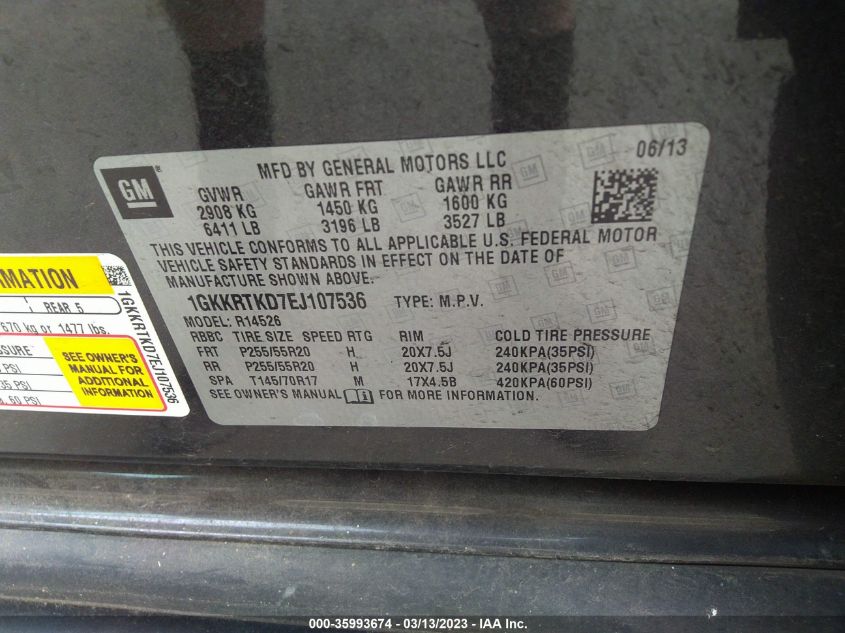 GM
MFD BY GENERAL MOTORS LLC
06/13
GVWR GAWR FRT GAWR RR
2908 KG 1450 KG 1600 KG
6411 LB 3196 LB 3527 LB
THIS VEHICLE CONFORMS TO ALL APPLICABLE U.S. FEDERAL MOTOR
VEHICLE SAFETY STANDARDS IN EFFECT ON THE DATE OF
MANUFACTURE SHOWN ABOVE.
1GKKRTKD7EJ107536 TYPE: M.P.V.
MODEL: R14526
RB8C TIRE SIZE SPEED RTG RIM COLD TIRE PRESSURE
FRT P255/55R20 H 20X7.5J 240KPA(35PSI)
RR P255/55R20 H 20X7.5J 240KPA(35PSI)
SPA T145/70R17 M 17X4.5B 420KPA(60PSI)
SEE OWNER'S MANUAL FOR MORE INFORMATION.
REAR 5
670 kg or 1477 lbs.
SEE OWNER'S
MANUAL FOR
ADDITIONAL
INFORMATION
PSI
35 PSI
60 PSI
1GKKRTKD7EJ107536
000-35993674 - 03/13/2023 - IAA Inc.